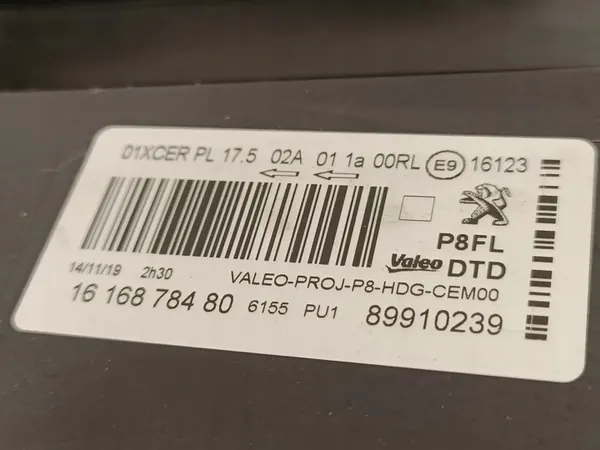 01XCER PL 17.5 02A 01 1a 00RL E9 16123
P8FL
Valeo DTD
14/11/19 2h30 VALEO-PROJ-P8-HDG-CEM00
16 168 784 80 6155 PU1 89910239